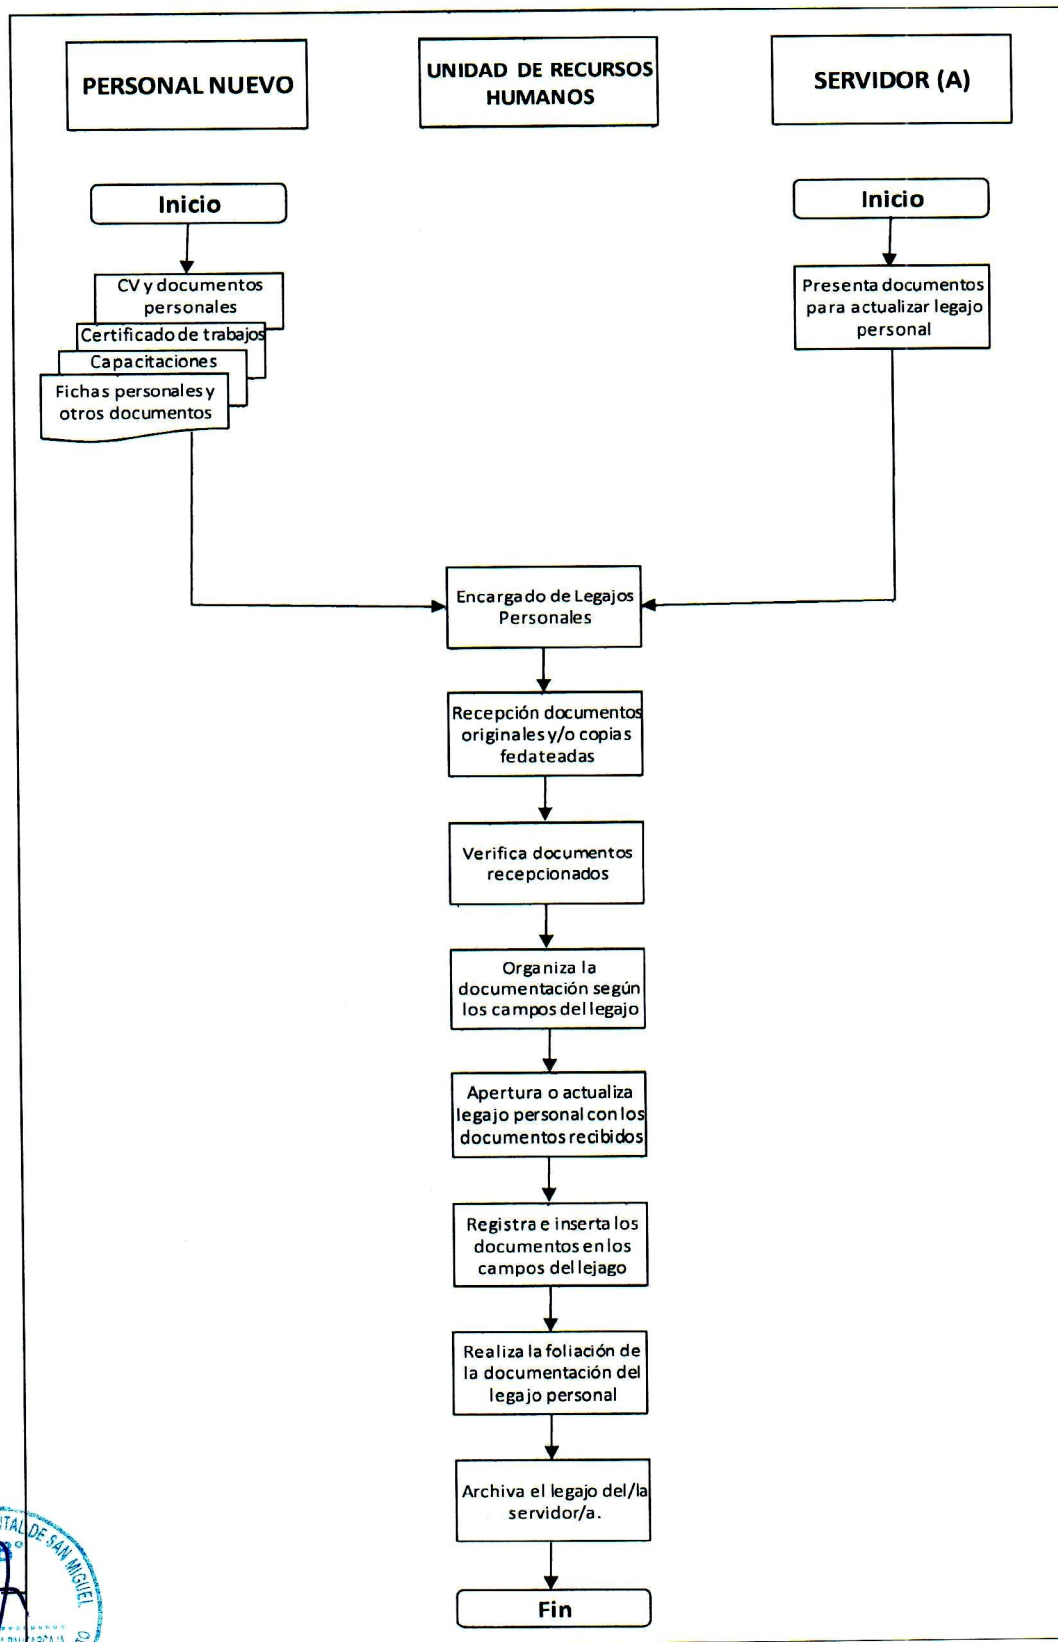 PERSONAL NUEVO
UNIDAD DE RECURSOS
HUMANOS
SERVIDOR (A)
Inicio
Inicio
CV y documentos
personales
Certificado de trabajos
Capacitaciones
Fichas personales y
otros documentos
Presenta documentos
para actualizar legajo
personal
Encargado de Legajos
Personales
Recepción documentos
originales y/o copias
fedateadas
Verifica documentos
recepcionados
Organiza la
documentación según
los campos del legajo
Apertura o actualiza
legajo personal con los
documentos recibidos
Registra e inserta los
documentos en los
campos del lejago
Realiza la foliación de
la documentación del
legajo personal
Archiva el legajo del/la
servidor/a.
Fin
DE SAN MIGUEL